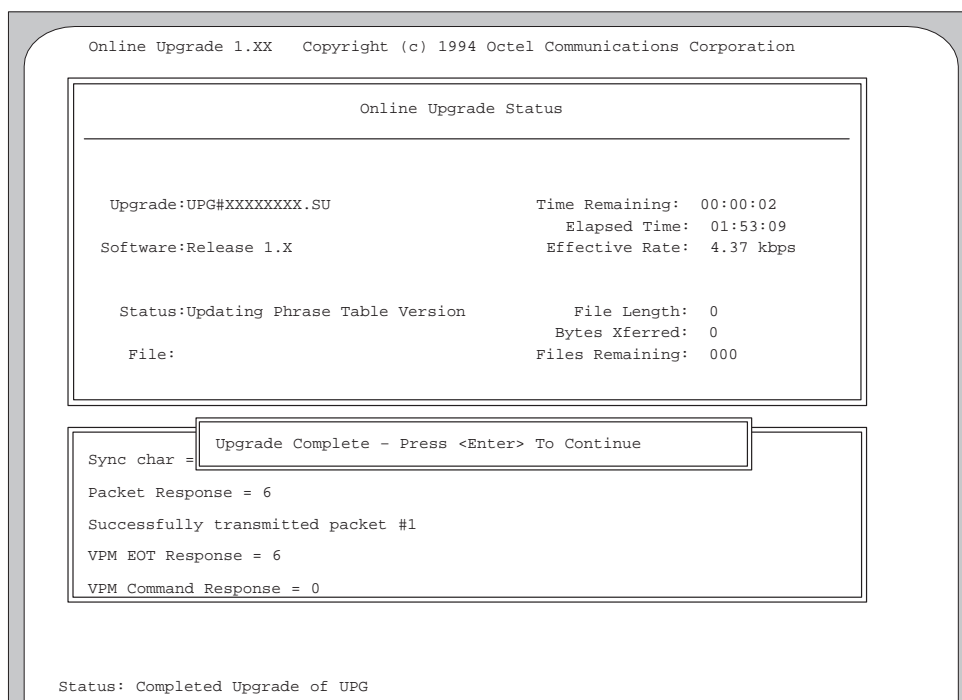 Online Upgrade 1.XX   Copyright (c) 1994 Octel Communications Corporation
Online Upgrade Status
Upgrade:UPG#XXXXXXXX.SU   Time Remaining:  00:00:02
Elapsed Time:  01:53:09
Software:Release 1.X   Effective Rate:  4.37 kbps
Status:Updating Phrase Table Version   File Length:  0
Bytes Xferred:  0
File:   Files Remaining:  000
Upgrade Complete – Press <Enter> To Continue
Sync char =
Packet Response = 6
Successfully transmitted packet #1
VPM EOT Response = 6
VPM Command Response = 0
Status: Completed Upgrade of UPG